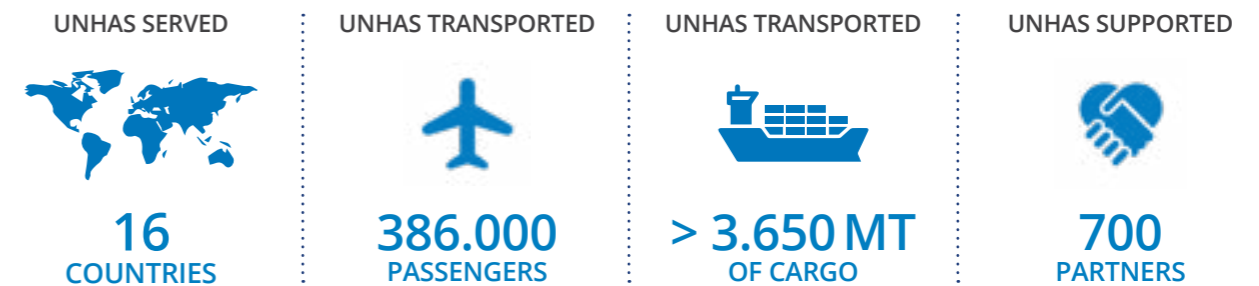 UNHAS SERVED
16
COUNTRIES
UNHAS TRANSPORTED
386.000
PASSENGERS
UNHAS TRANSPORTED
> 3.650 MT
OF CARGO
UNHAS SUPPORTED
700
PARTNERS